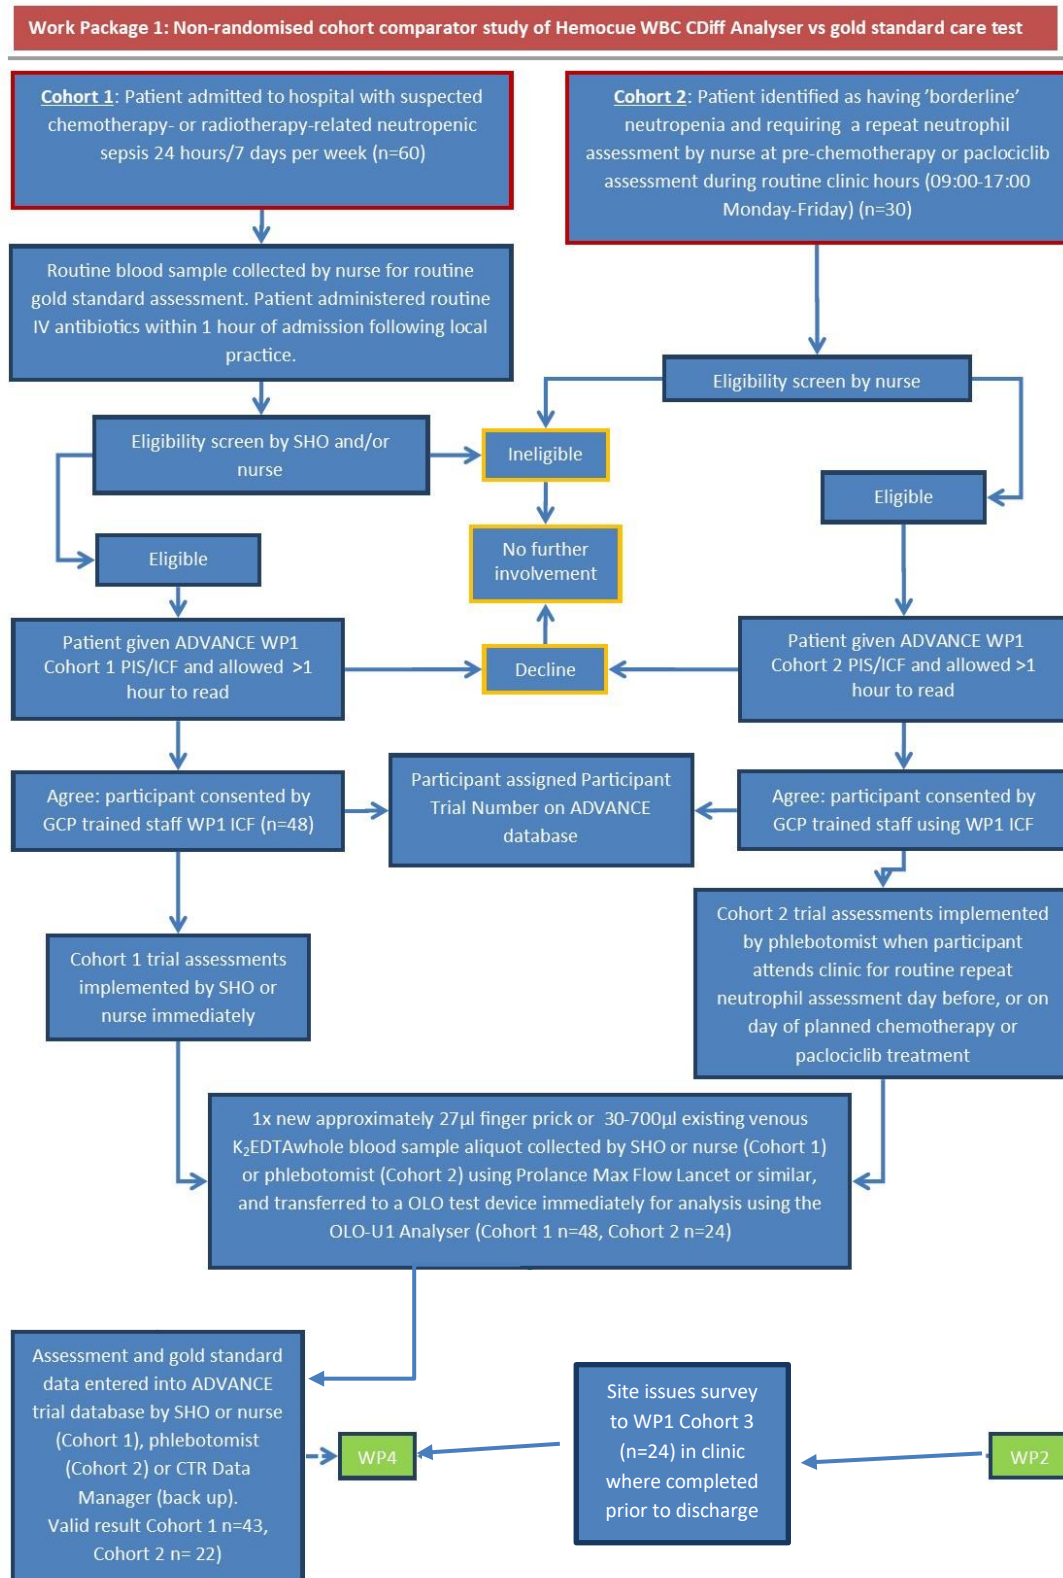 Work Package 1: Non-randomised cohort comparator study of Hemocue WBC CDiff Analyser vs gold standard care test
Cohort 1: Patient admitted to hospital with suspected
chemotherapy- or radiotherapy-related neutropenic
sepsis 24 hours/7 days per week (n=60)
Cohort 2: Patient identified as having ’borderline’
neutropenia and requiring a repeat neutrophil
assessment by nurse at pre-chemotherapy or paclociclib
assessment during routine clinic hours (09:00-17:00
Monday-Friday) (n=30)
Routine blood sample collected by nurse for routine
gold standard assessment. Patient administered routine
IV antibiotics within 1 hour of admission following local
practice.
Eligibility screen by nurse
Eligibility screen by SHO and/or
nurse
Ineligible
Eligible
Eligible
No further
involvement
Patient given ADVANCE WP1
Cohort 1 PIS/ICF and allowed >1
hour to read
Decline
Patient given ADVANCE WP1
Cohort 2 PIS/ICF and allowed >1
hour to read
Agree: participant consented by
GCP trained staff WP1 ICF (n=48)
Participant assigned Participant
Trial Number on ADVANCE
database
Agree: participant consented by
GCP trained staff using WP1 ICF
Cohort 1 trial assessments
implemented by SHO or
nurse immediately
Cohort 2 trial assessments implemented
by phlebotomist when participant
attends clinic for routine repeat
neutrophil assessment day before, or on
day of planned chemotherapy or
paclociclib treatment
1x new approximately 27µl finger prick or 30-700µl existing venous
K₂EDTAwhole blood sample aliquot collected by SHO or nurse (Cohort 1)
or phlebotomist (Cohort 2) using Prolance Max Flow Lancet or similar,
and transferred to a OLO test device immediately for analysis using the
OLO-U1 Analyser (Cohort 1 n=48, Cohort 2 n=24)
Assessment and gold standard
data entered into ADVANCE
trial database by SHO or nurse
(Cohort 1), phlebotomist
(Cohort 2) or CTR Data
Manager (back up).
Valid result Cohort 1 n=43,
Cohort 2 n= 22)
WP4
Site issues survey
to WP1 Cohort 3
(n=24) in clinic
where completed
prior to discharge
WP2